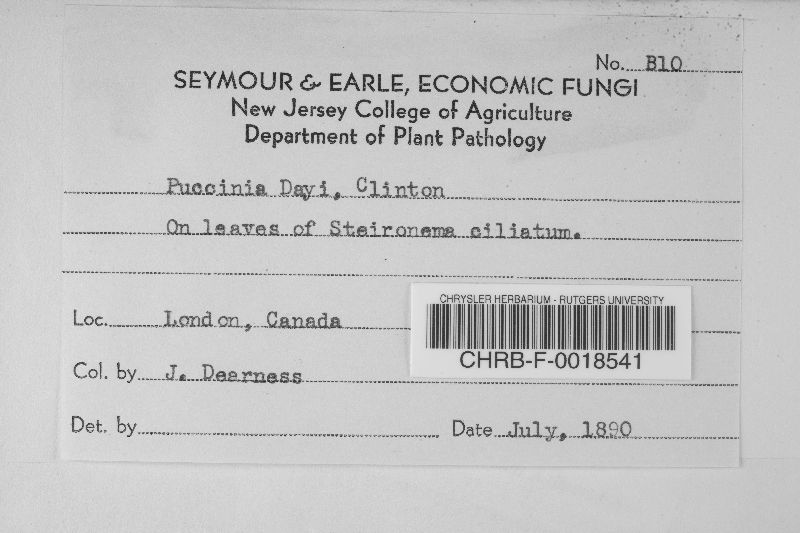 No. B10
SEYMOUR & EARLE, ECONOMIC FUNGI
New Jersey College of Agriculture
Department of Plant Pathology
Puccinia Dayi, Clinton
On leaves of Steironema ciliatum.
Loc. London, Canada
CHRYSLER HERBARIUM - RUTGERS UNIVERSITY
CHRB-F-0018541
Col. by J. Dearness
Det. by
Date July, 1890